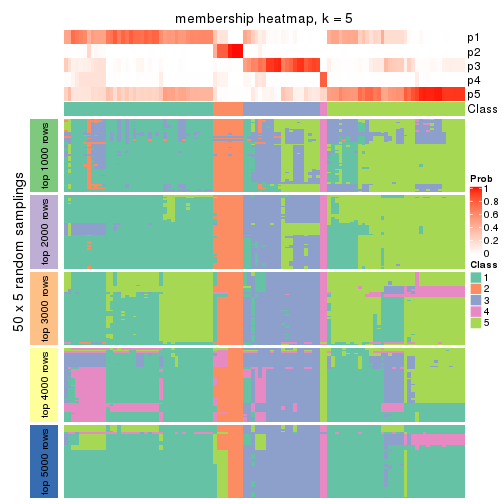 membership heatmap, k = 5
p1
p2
p3
p4
p5
Class
50 x 5 random samplings
top 1000 rows
top 2000 rows
top 3000 rows
top 4000 rows
top 5000 rows
Prob
1
0.8
0.6
0.4
0.2
0
Class
1
2
3
4
5